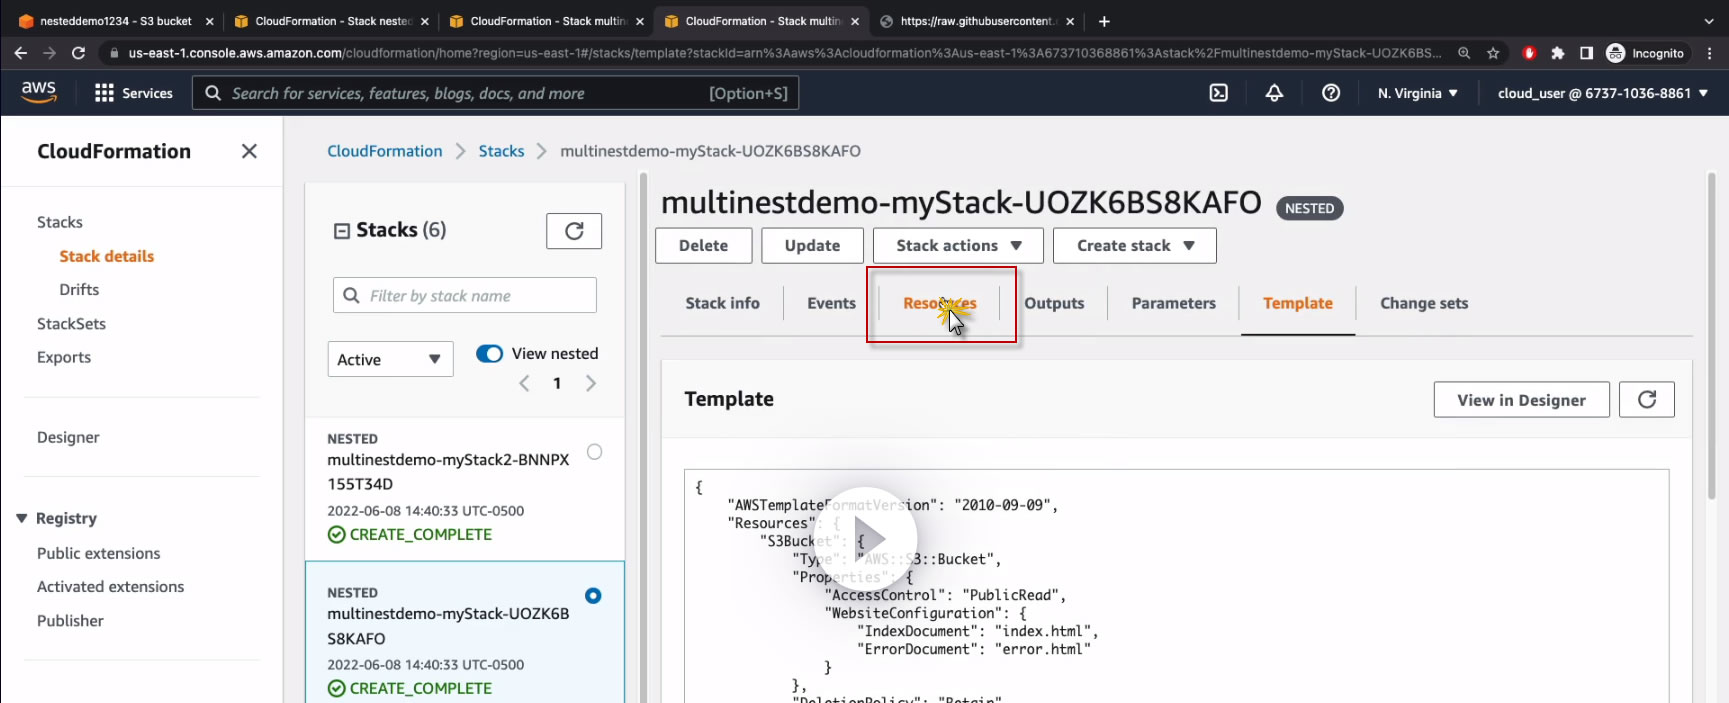 nesteddemo1234 - S3 bucket
CloudFormation - Stack nested
CloudFormation - Stack multin
CloudFormation - Stack multin
https://raw.githubusercontent.
us-east-1.console.aws.amazon.com/cloudformation/home?region=us-east-1#/stacks/template?stackId=arn%3Aaws%3Acloudformation%3Aus-east-1%3A673710368861%3Astack%2Fmultinestdemo-myStack-UOZK6BS...
Incognito
aws
Services
Search for services, features, blogs, docs, and more
[Option+S]
N. Virginia
cloud_user @ 6737-1036-8861
CloudFormation
Stacks
Stack details
Drifts
StackSets
Exports
Designer
Registry
Public extensions
Activated extensions
Publisher
CloudFormation
Stacks
multinestdemo-myStack-UOZK6BS8KAFO
Stacks (6)
Filter by stack name
Active
View nested
1
NESTED
multinestdemo-myStack2-BNNPX
155T34D
2022-06-08 14:40:33 UTC-0500
CREATE_COMPLETE
NESTED
multinestdemo-myStack-UOZK6B
S8KAFO
2022-06-08 14:40:33 UTC-0500
CREATE_COMPLETE
multinestdemo-myStack-UOZK6BS8KAFO
NESTED
Delete
Update
Stack actions
Create stack
Stack info
Events
Resources
Outputs
Parameters
Template
Change sets
Template
View in Designer
{
"AWSTemplateFormatVersion": "2010-09-09",
"Resources": {
"S3Bucket": {
"Type": "AWS::S3::Bucket",
"Properties": {
"AccessControl": "PublicRead",
"WebsiteConfiguration": {
"IndexDocument": "index.html",
"ErrorDocument": "error.html"
}
},
"DeletionPolicy": "Retain"